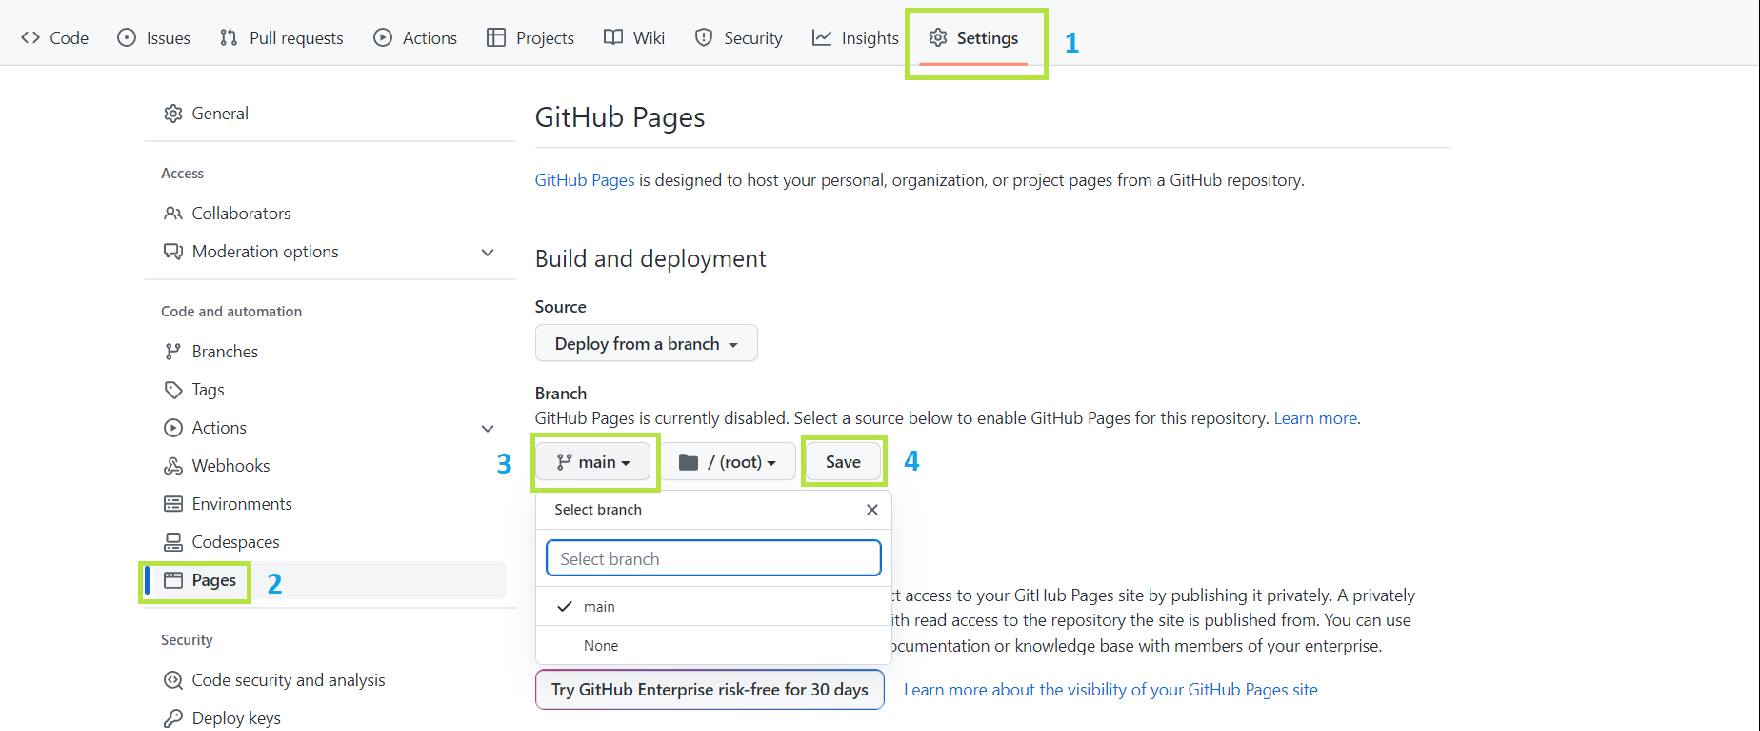 Code Issues Pull requests Actions Projects Wiki Security Insights Settings 1
General
Access
Collaborators
Moderation options
Code and automation
Branches
Tags
Actions
Webhooks
Environments
Codespaces
Pages 2
Security
Code security and analysis
Deploy keys
GitHub Pages
GitHub Pages is designed to host your personal, organization, or project pages from a GitHub repository.
Build and deployment
Source
Deploy from a branch
Branch
GitHub Pages is currently disabled. Select a source below to enable GitHub Pages for this repository. Learn more.
3 main / (root) Save 4
Select branch
Select branch
main
None
ct access to your GitHub Pages site by publishing it privately. A privately
ith read access to the repository the site is published from. You can use
ocumentation or knowledge base with members of your enterprise.
Try GitHub Enterprise risk-free for 30 days Learn more about the visibility of your GitHub Pages site